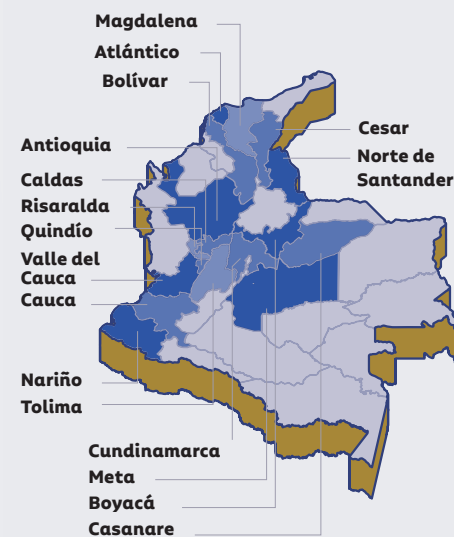 Magdalena
Atlántico
Bolívar
Antioquia
Caldas
Risaralda
Quindío
Valle del
Cauca
Cauca
Nariño
Tolima
Cesar
Norte de
Santander
Cundinamarca
Meta
Boyacá
Casanare